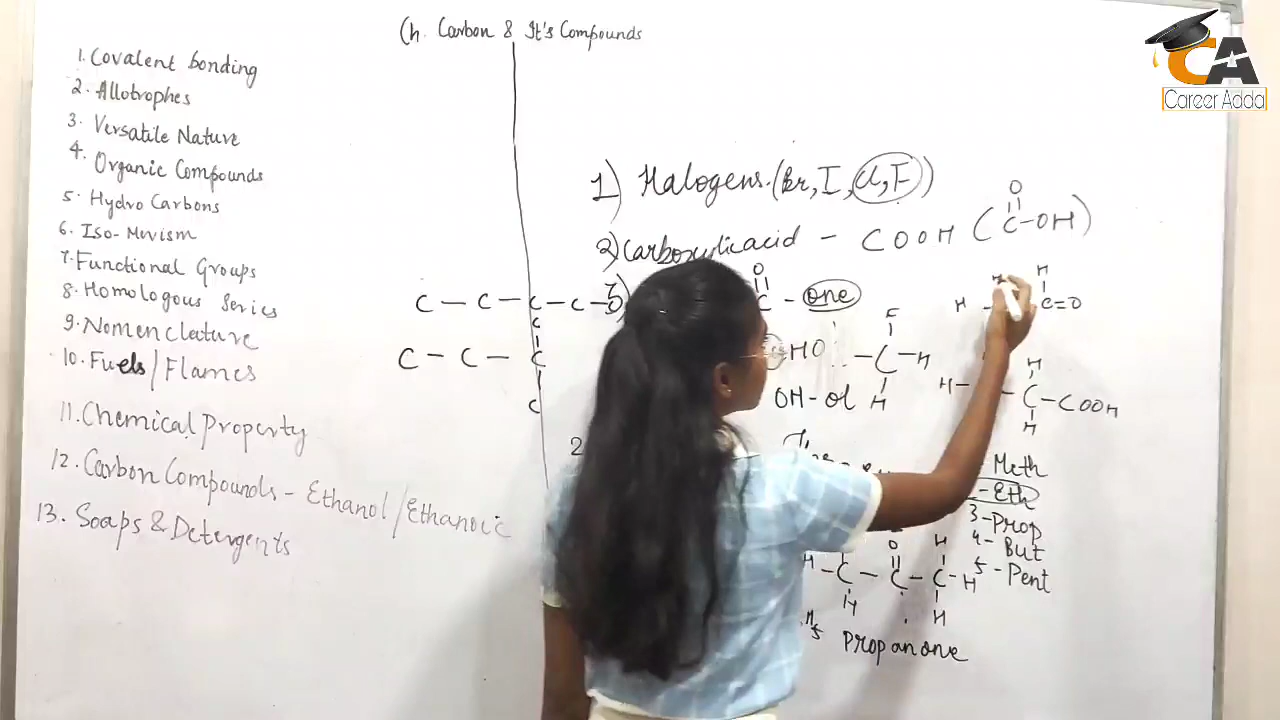 Ch. Carbon & It's Compounds
1. Covalent bonding
2. Allotrophes
3. Versatile Nature
4. Organic Compounds
5. Hydro Carbons
6. Iso-Merism
7. Functional Groups
8. Homologous Series
9. Nomenclature
10. Fuels/Flames
11. Chemical Property
12. Carbon Compounds - Ethanol/Ethanoic
13. Soaps & Detergents
C - C - C - C -
C
C - C - C
C
1) Halogens. (Br, I, Cl, F)
O
2) Carboxylic acid - COOH (C-OH)
O
C - one
HO
OH-ol
F
C-H
H
H
H C=O
H
H- C-COOH
H
Meth
2-Eth
3-Prop
4-But
5-Pent
O H
H-C-C-C-H
H H
Propanone
CA
Career Adda